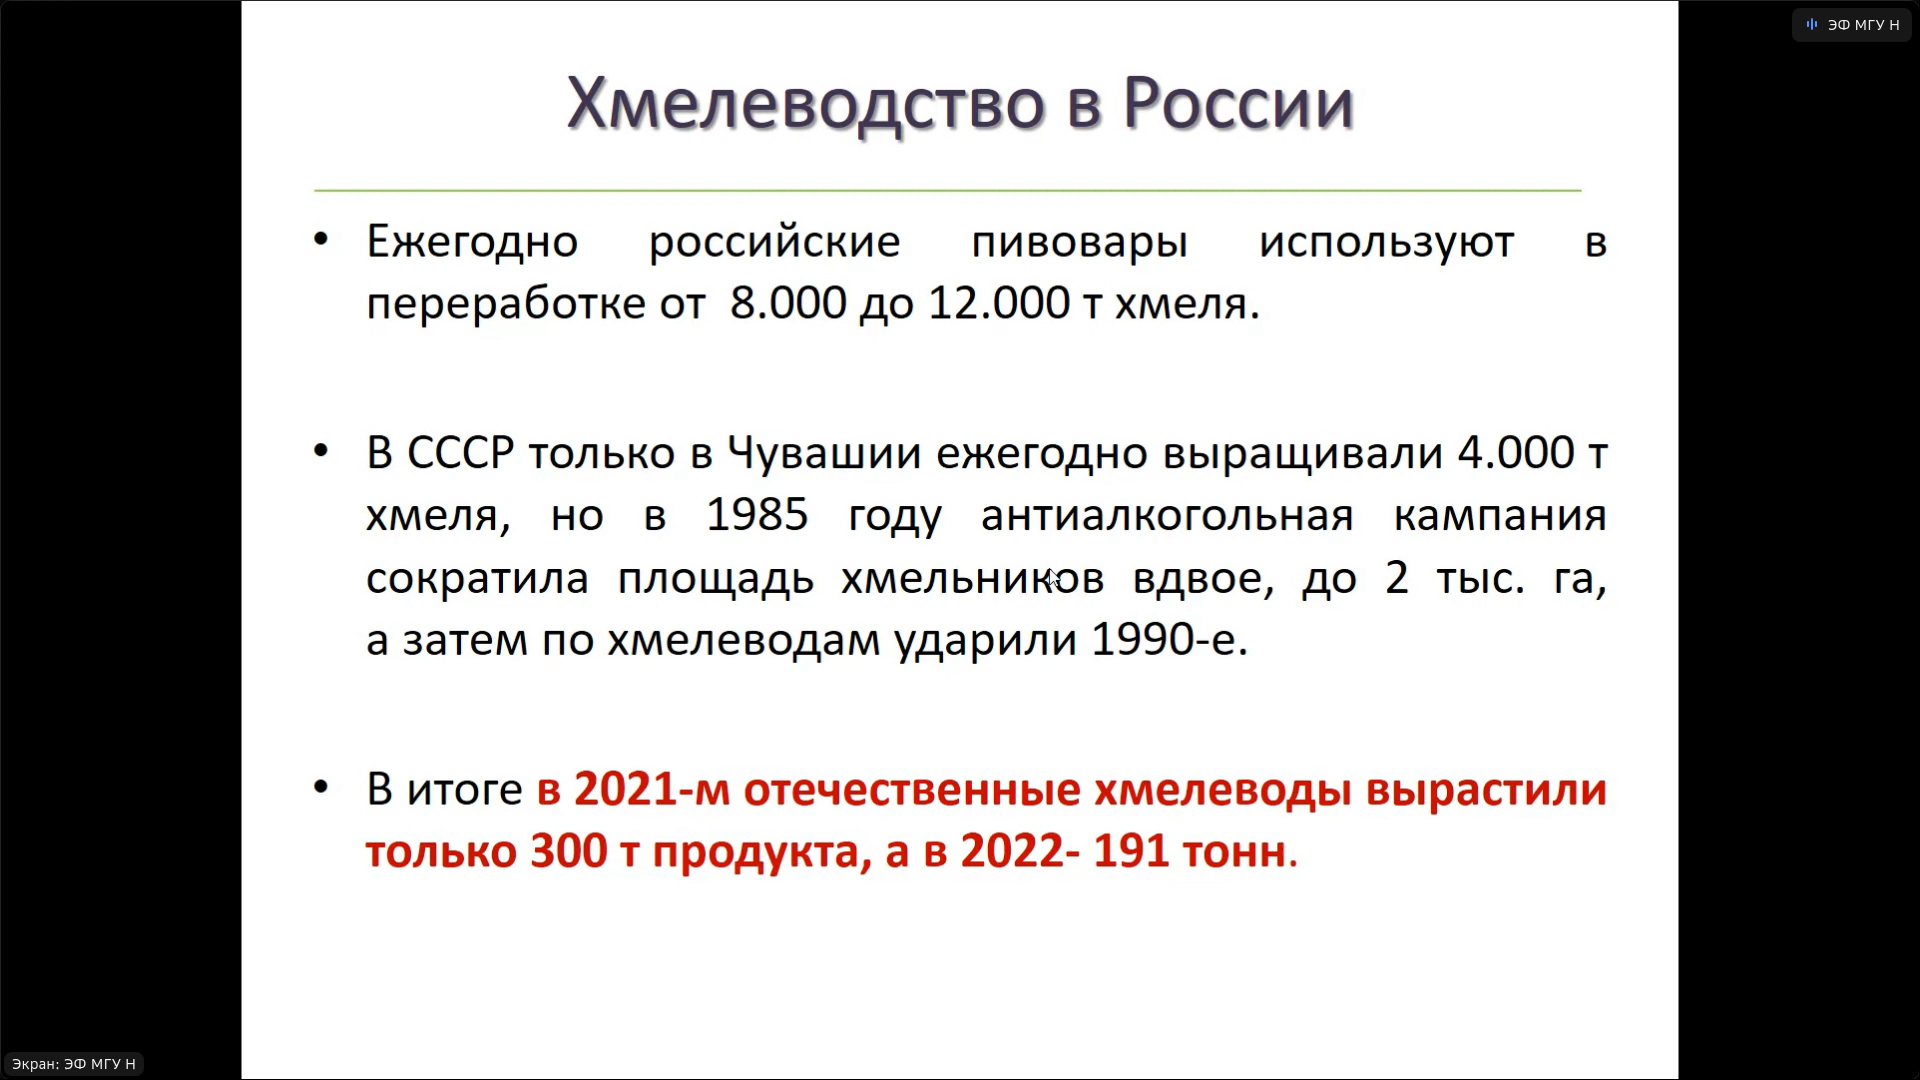 ЭФ МГУ Н
Хмелеводство в России
• Ежегодно российские пивовары используют в
переработке от 8.000 до 12.000 т хмеля.
• В СССР только в Чувашии ежегодно выращивали 4.000 т
хмеля, но в 1985 году антиалкогольная кампания
сократила площадь хмельников вдвое, до 2 тыс. га,
а затем по хмелеводам ударили 1990-е.
• В итоге в 2021-м отечественные хмелеводы вырастили
только 300 т продукта, а в 2022- 191 тонн.
Экран: ЭФ МГУ Н